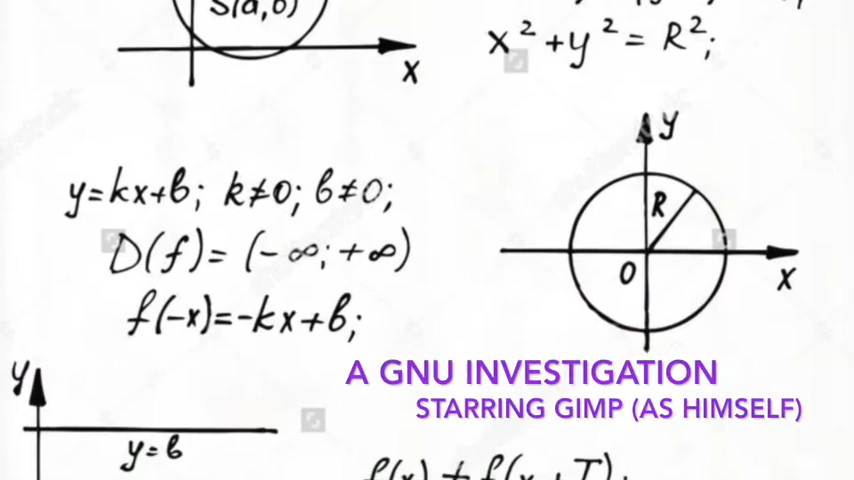 S(a,b)
x² + y² = R²;
x
y
R
O
x
y=kx+b; k≠0; b≠0;
D(f)= (-∞; +∞)
f(-x)=-kx+b;
A GNU INVESTIGATION
STARRING GIMP (AS HIMSELF)
y
y=b
f(x) ≠ f(x+T);